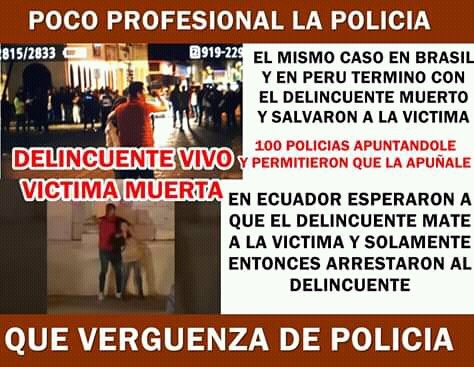 POCO PROFESIONAL LA POLICIA
2815/2833
919-229
EL MISMO CASO EN BRASIL
Y EN PERU TERMINO CON
EL DELINCUENTE MUERTO
Y SALVARON A LA VICTIMA
100 POLICIAS APUNTANDOLE
Y PERMITIERON QUE LA APUÑALE
DELINCUENTE VIVO
VICTIMA MUERTA
EN ECUADOR ESPERARON A
QUE EL DELINCUENTE MATE
A LA VICTIMA Y SOLAMENTE
ENTONCES ARRESTARON AL
DELINCUENTE
QUE VERGUENZA DE POLICIA